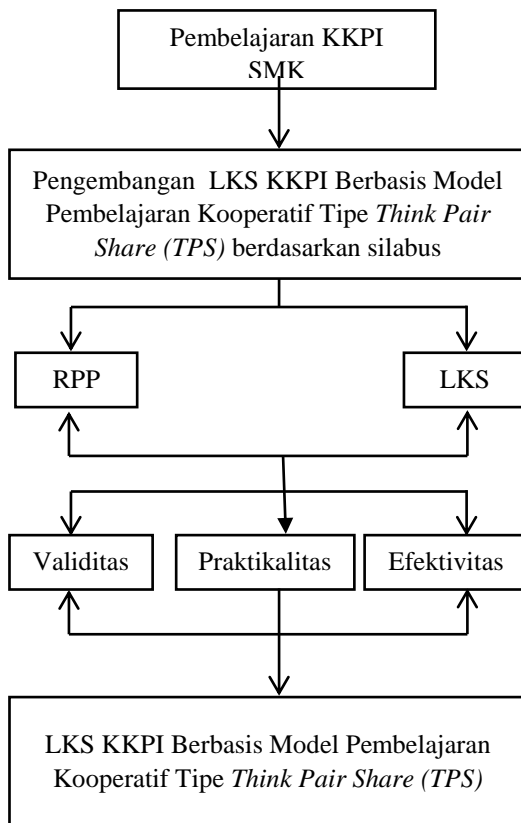 Pembelajaran KKPI
SMK
Pengembangan LKS KKPI Berbasis Model
Pembelajaran Kooperatif Tipe Think Pair
Share (TPS) berdasarkan silabus
RPP
LKS
Validitas
Praktikalitas
Efektivitas
LKS KKPI Berbasis Model Pembelajaran
Kooperatif Tipe Think Pair Share (TPS)